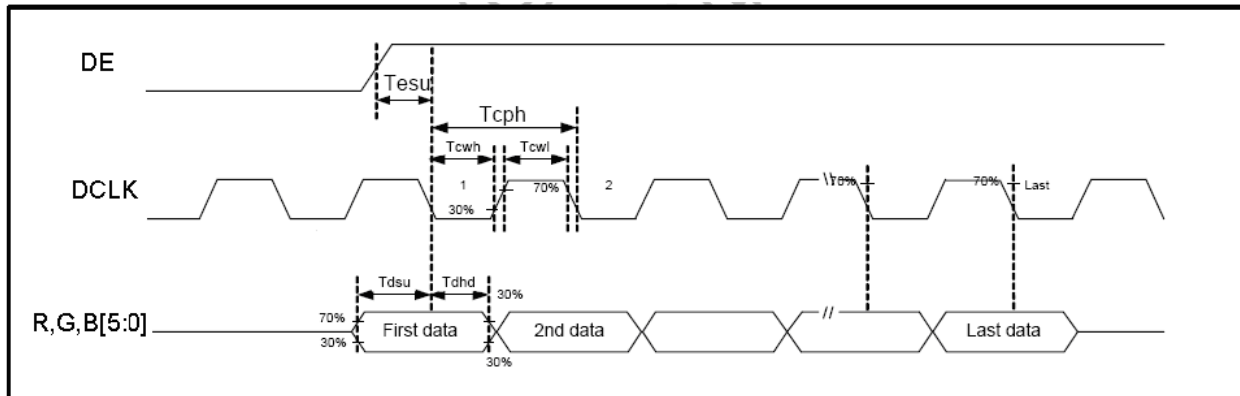 DE
Tesu
Tcph
Tcwh
Tcwl
DCLK
1
70%
2
70%
70%
Last
30%
Tdsu
Tdhd
30%
R,G,B[5:0]
70%
First data
2nd data
//
Last data
30%
30%